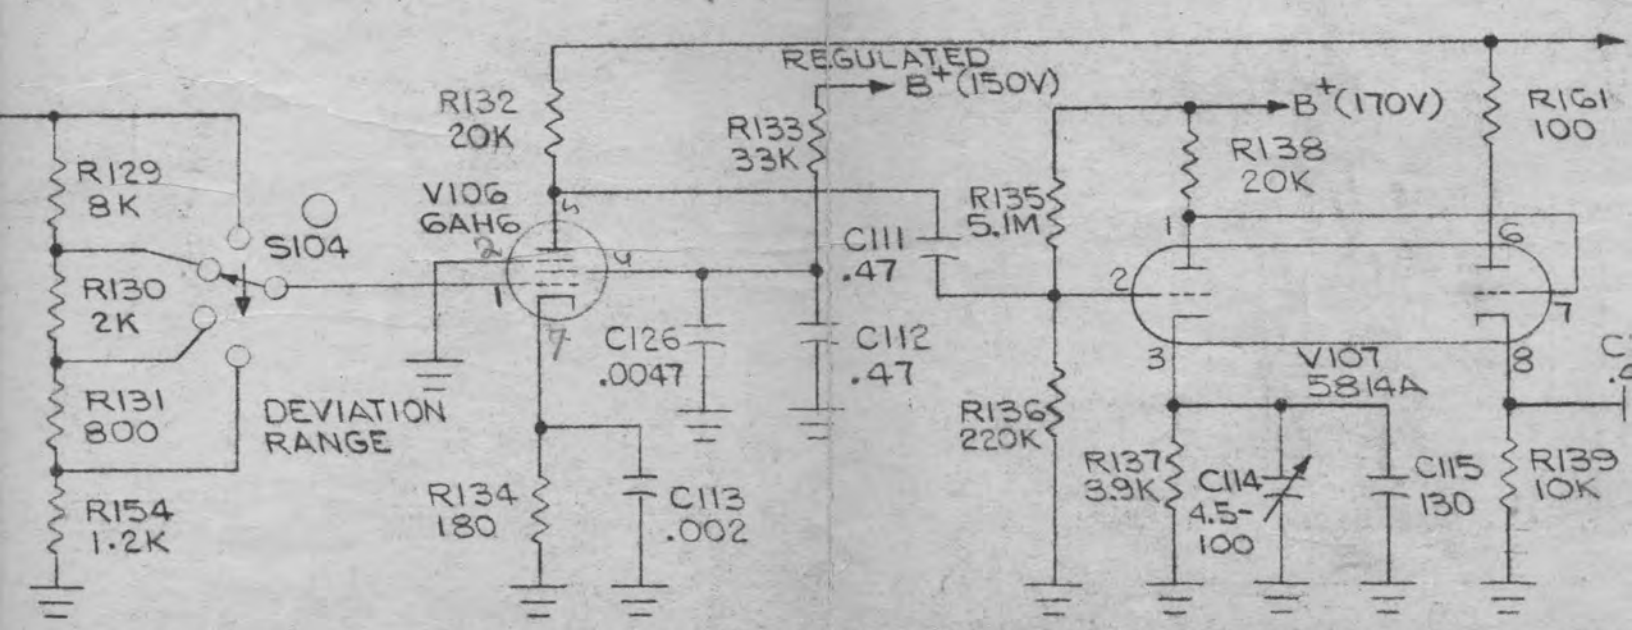 REGULATED
B+(150V)
R132
20K
R133
33K
B+(170V)
R161
100
R129
8K
V106
6AH6
5
2
4
1
7
S104
R138
20K
R135
5.1M
C111
.47
1
6
2
7
3
8
R130
2K
C126
.0047
C112
.47
V107
5814A
R131
800
DEVIATION
RANGE
R136
220K
R137
3.9K
C114
4.5-
100
C115
130
R139
10K
R154
1.2K
R134
180
C113
.002